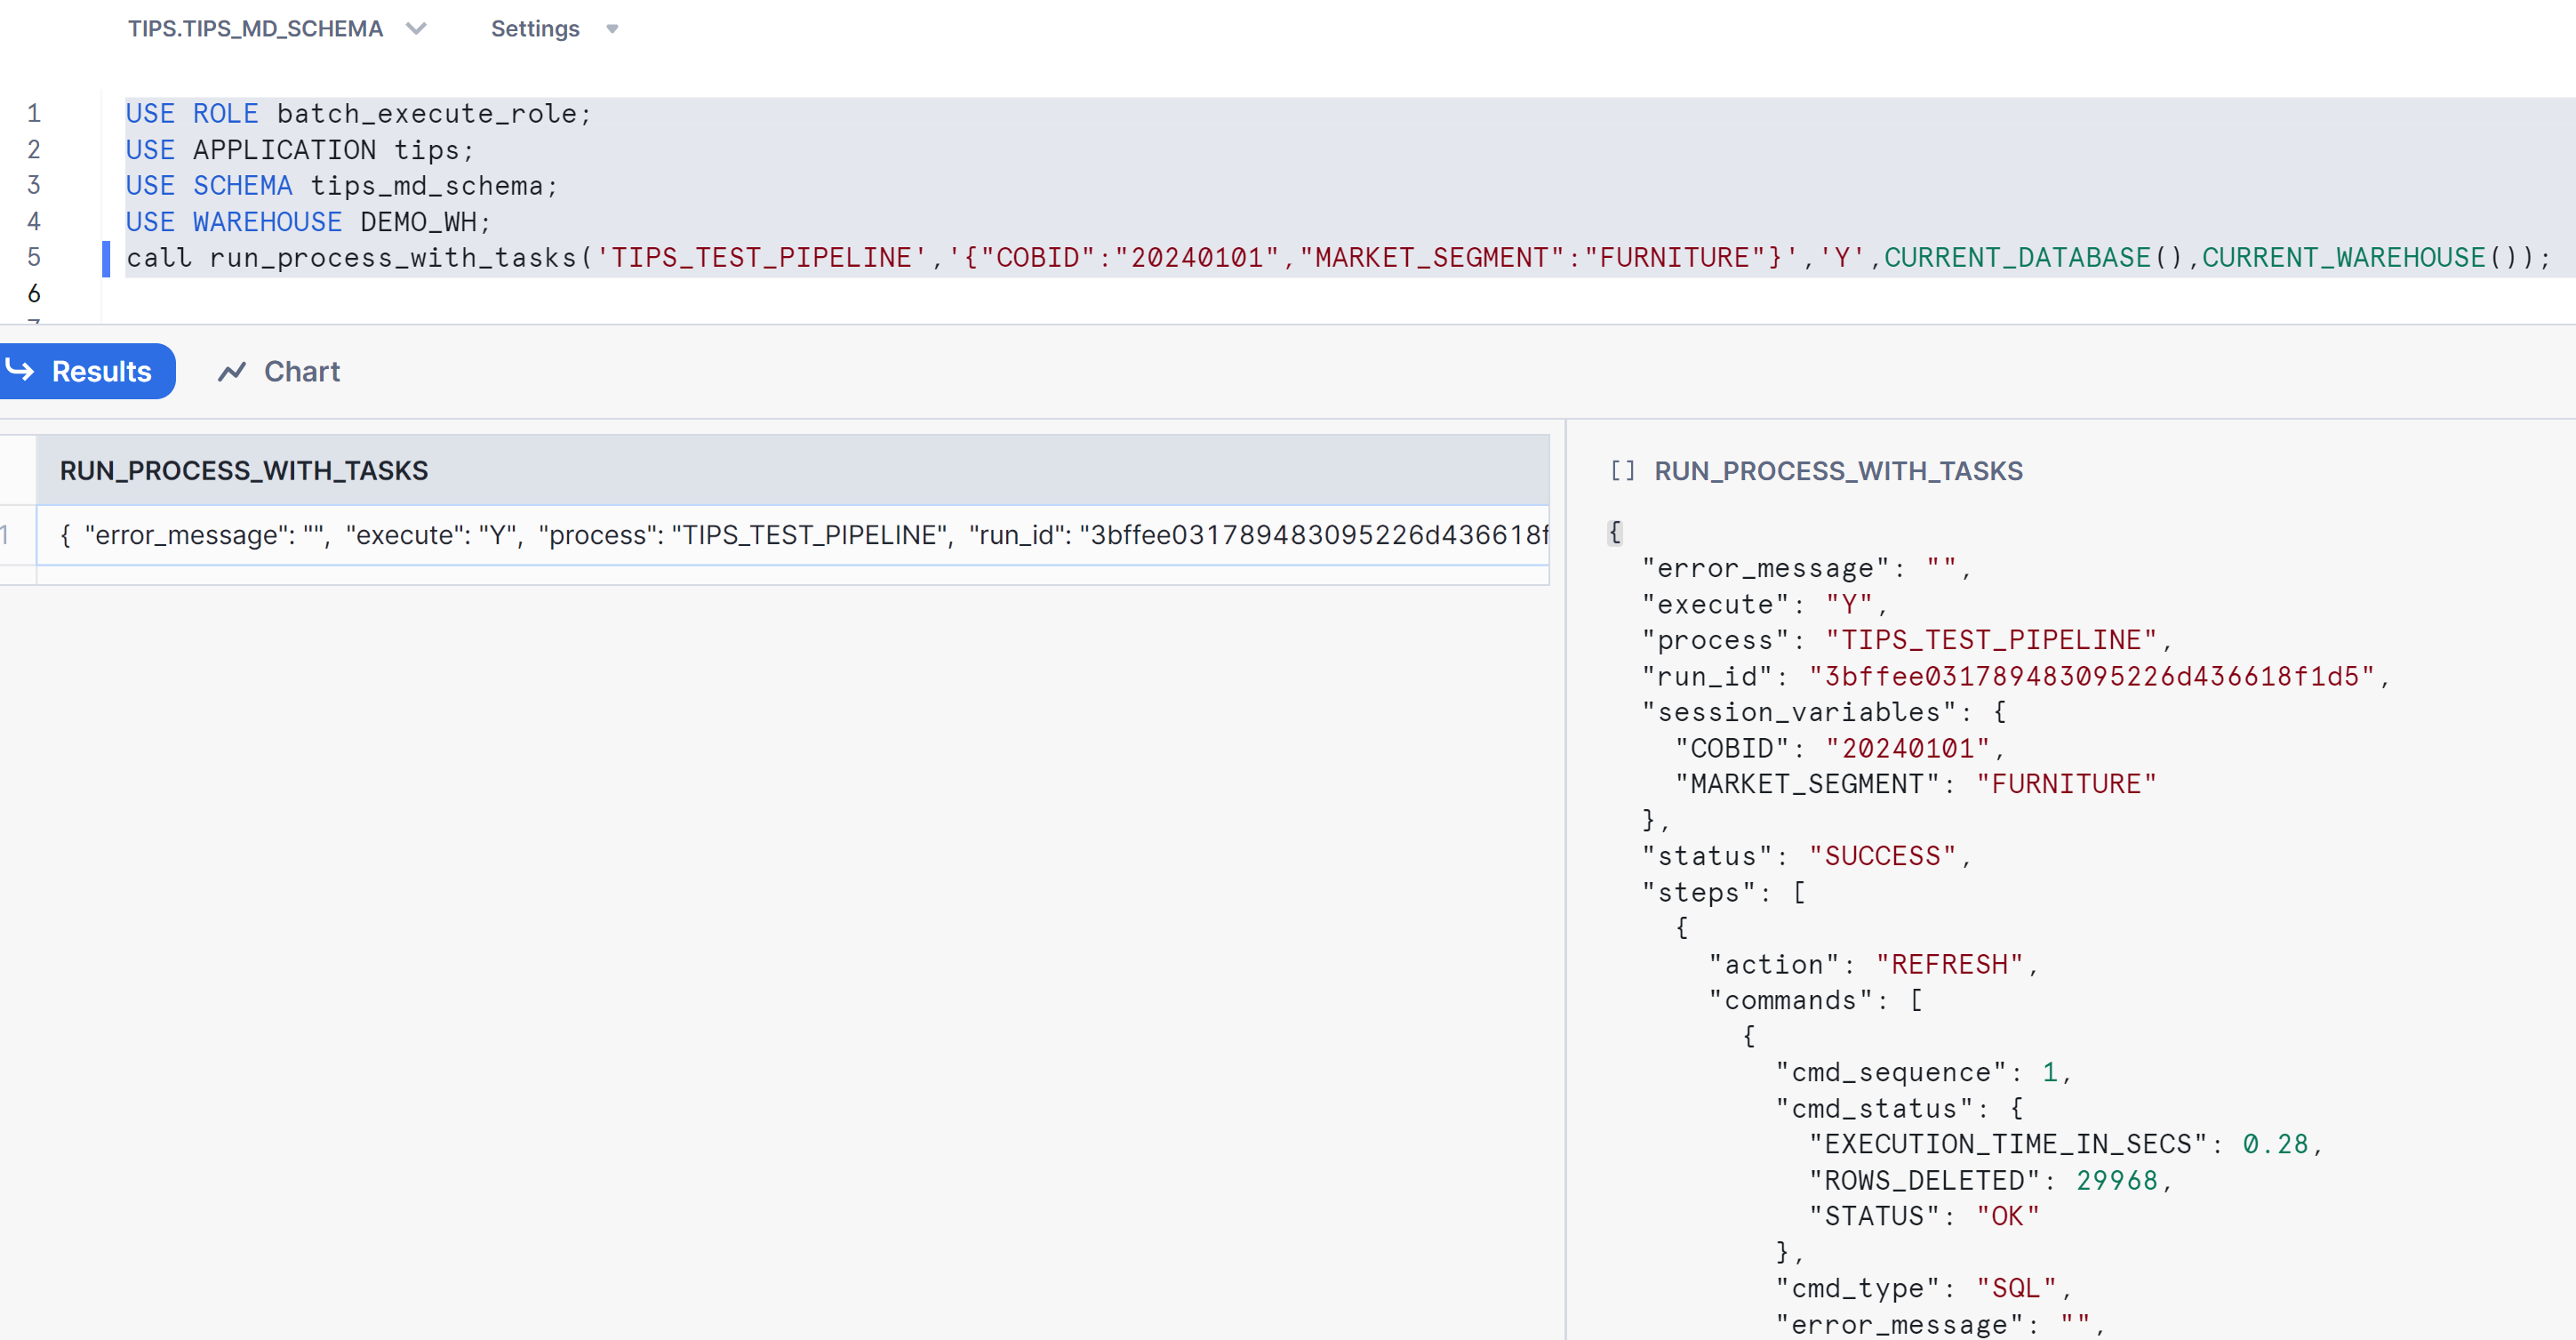 TIPS.TIPS_MD_SCHEMA Settings
1 USE ROLE batch_execute_role;
2 USE APPLICATION tips;
3 USE SCHEMA tips_md_schema;
4 USE WAREHOUSE DEMO_WH;
5 call run_process_with_tasks('TIPS_TEST_PIPELINE','{"COBID":"20240101","MARKET_SEGMENT":"FURNITURE"}','Y',CURRENT_DATABASE(),CURRENT_WAREHOUSE());
6
Results Chart
RUN_PROCESS_WITH_TASKS
1 { "error_message": "", "execute": "Y", "process": "TIPS_TEST_PIPELINE", "run_id": "3bffee031789483095226d436618f
[] RUN_PROCESS_WITH_TASKS
{
"error_message": "",
"execute": "Y",
"process": "TIPS_TEST_PIPELINE",
"run_id": "3bffee031789483095226d436618f1d5",
"session_variables": {
"COBID": "20240101",
"MARKET_SEGMENT": "FURNITURE"
},
"status": "SUCCESS",
"steps": [
{
"action": "REFRESH",
"commands": [
{
"cmd_sequence": 1,
"cmd_status": {
"EXECUTION_TIME_IN_SECS": 0.28,
"ROWS_DELETED": 29968,
"STATUS": "OK"
},
"cmd_type": "SQL",
"error_message": "",